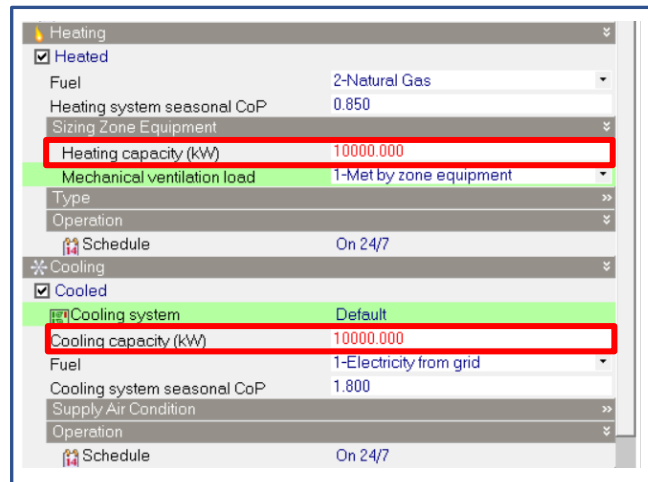 Heating
Heated
Fuel 2-Natural Gas
Heating system seasonal CoP 0.850
Sizing Zone Equipment
Heating capacity (kW) 10000.000
Mechanical ventilation load 1-Met by zone equipment
Type
Operation
Schedule On 24/7
Cooling
Cooled
Cooling system Default
Cooling capacity (kW) 10000.000
Fuel 1-Electricity from grid
Cooling system seasonal CoP 1.800
Supply Air Condition
Operation
Schedule On 24/7